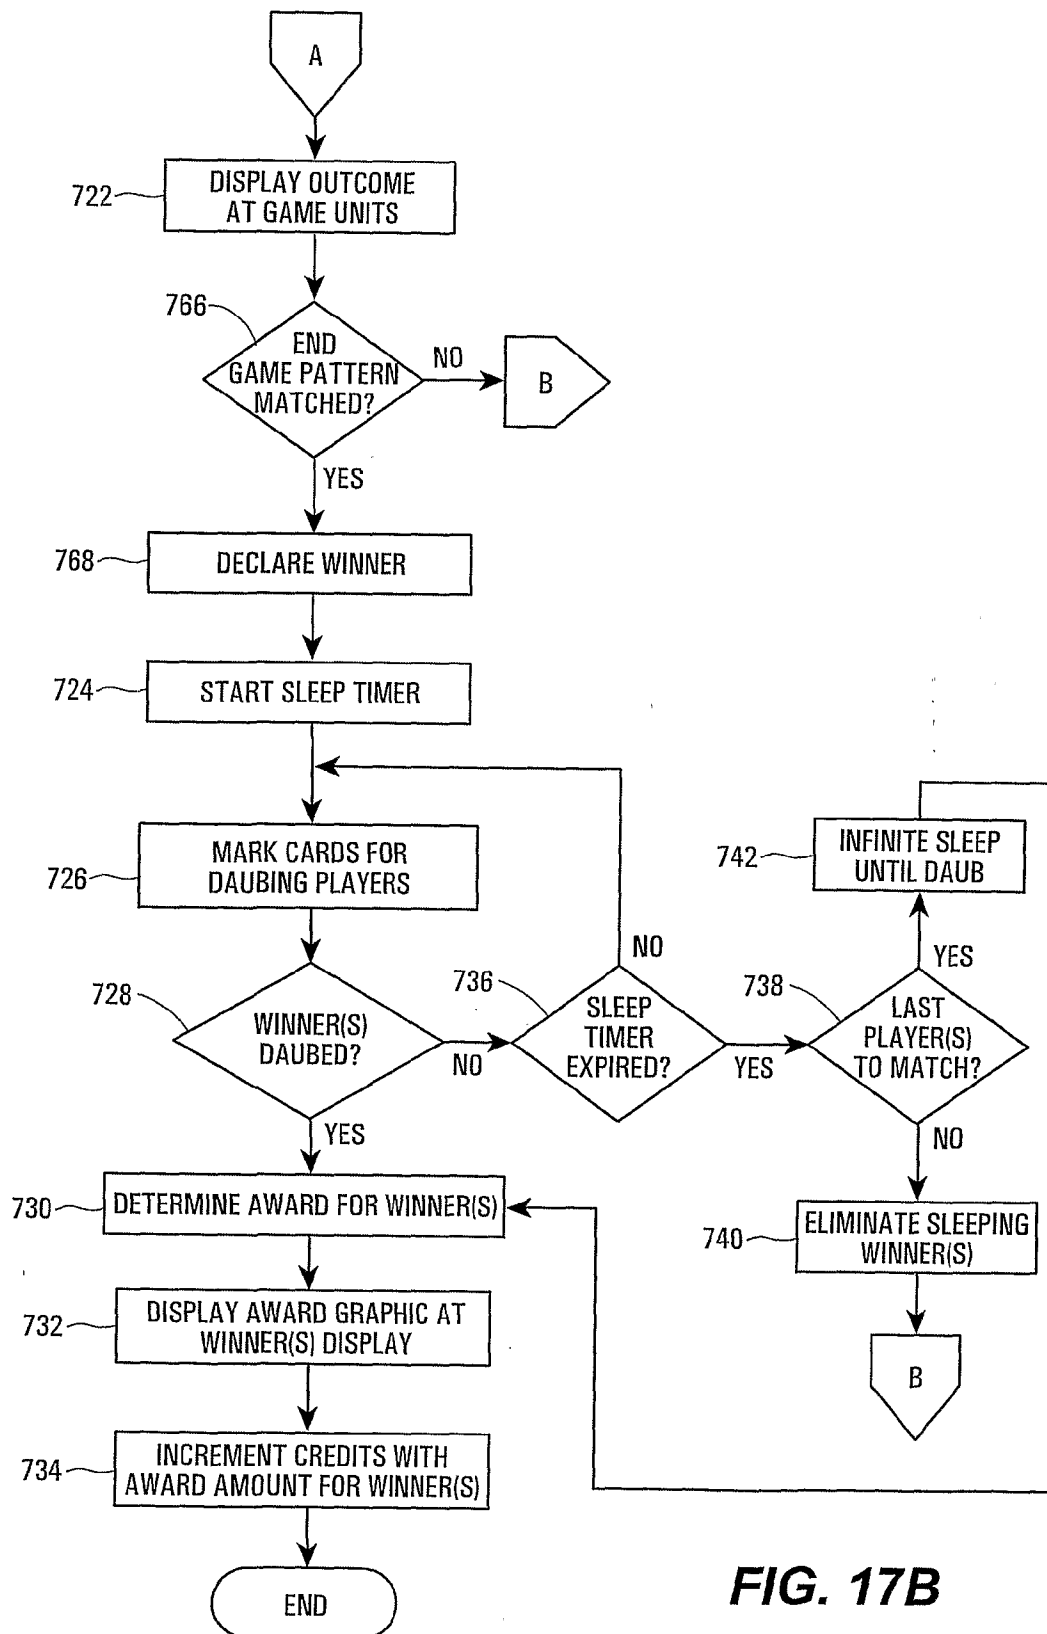 A
722
DISPLAY OUTCOME
AT GAME UNITS
766
END
GAME PATTERN
MATCHED?
NO
B
YES
768
DECLARE WINNER
724
START SLEEP TIMER
726
MARK CARDS FOR
DAUBING PLAYERS
742
INFINITE SLEEP
UNTIL DAUB
728
WINNER(S)
DAUBED?
NO
736
SLEEP
TIMER
EXPIRED?
NO
YES
738
LAST
PLAYER(S)
TO MATCH?
YES
NO
YES
730
DETERMINE AWARD FOR WINNER(S)
740
ELIMINATE SLEEPING
WINNER(S)
B
732
DISPLAY AWARD GRAPHIC AT
WINNER(S) DISPLAY
734
INCREMENT CREDITS WITH
AWARD AMOUNT FOR WINNER(S)
END
FIG. 17B